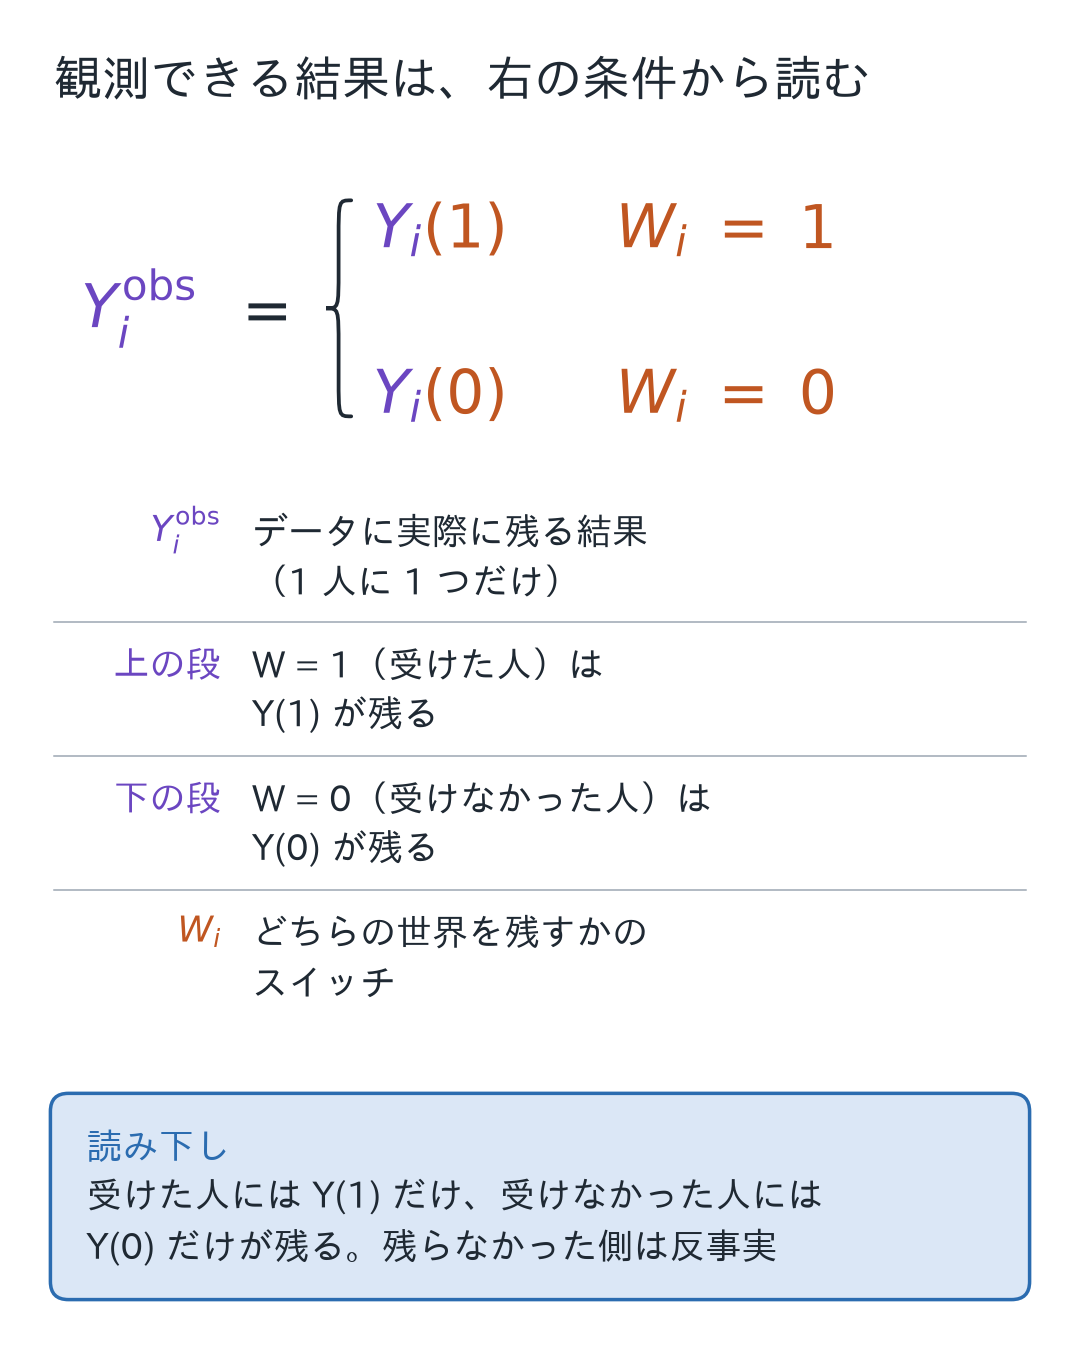 観測できる結果は、右の条件から読む
Y_i^obs = { Y_i(1) W_i = 1
Y_i(0) W_i = 0
Y_i^obs データに実際に残る結果
（1 人に 1 つだけ）
上の段 W = 1（受けた人）は
Y(1) が残る
下の段 W = 0（受けなかった人）は
Y(0) が残る
W_i どちらの世界を残すかの
スイッチ
読み下し
受けた人には Y(1) だけ、受けなかった人には
Y(0) だけが残る。残らなかった側は反事実